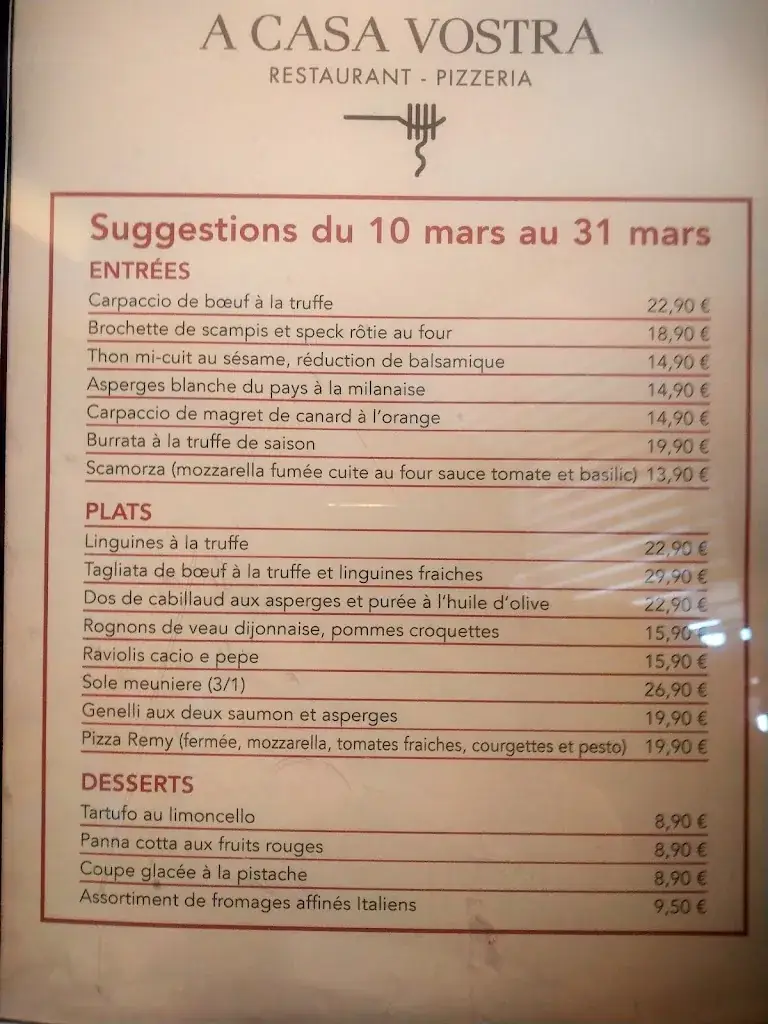 A CASA VOSTRA
RESTAURANT - PIZZERIA
Suggestions du 10 mars au 31 mars
ENTRÉES
Carpaccio de bœuf à la truffe 22,90 €
Brochette de scampis et speck rôtie au four 18,90 €
Thon mi-cuit au sésame, réduction de balsamique 14,90 €
Asperges blanche du pays à la milanaise 14,90 €
Carpaccio de magret de canard à l'orange 14,90 €
Burrata à la truffe de saison 19,90 €
Scamorza (mozzarella fumée cuite au four sauce tomate et basilic) 13,90 €
PLATS
Linguines à la truffe 22,90 €
Tagliata de bœuf à la truffe et linguines fraiches 29,90 €
Dos de cabillaud aux asperges et purée à l'huile d'olive 22,90 €
Rognons de veau dijonnaise, pommes croquettes 15,90 €
Raviolis cacio e pepe 15,90 €
Sole meuniere (3/1) 26,90 €
Genelli aux deux saumon et asperges 19,90 €
Pizza Remy (fermée, mozzarella, tomates fraiches, courgettes et pesto) 19,90 €
DESSERTS
Tartufo au limoncello 8,90 €
Panna cotta aux fruits rouges 8,90 €
Coupe glacée à la pistache 8,90 €
Assortiment de fromages affinés Italiens 9,50 €